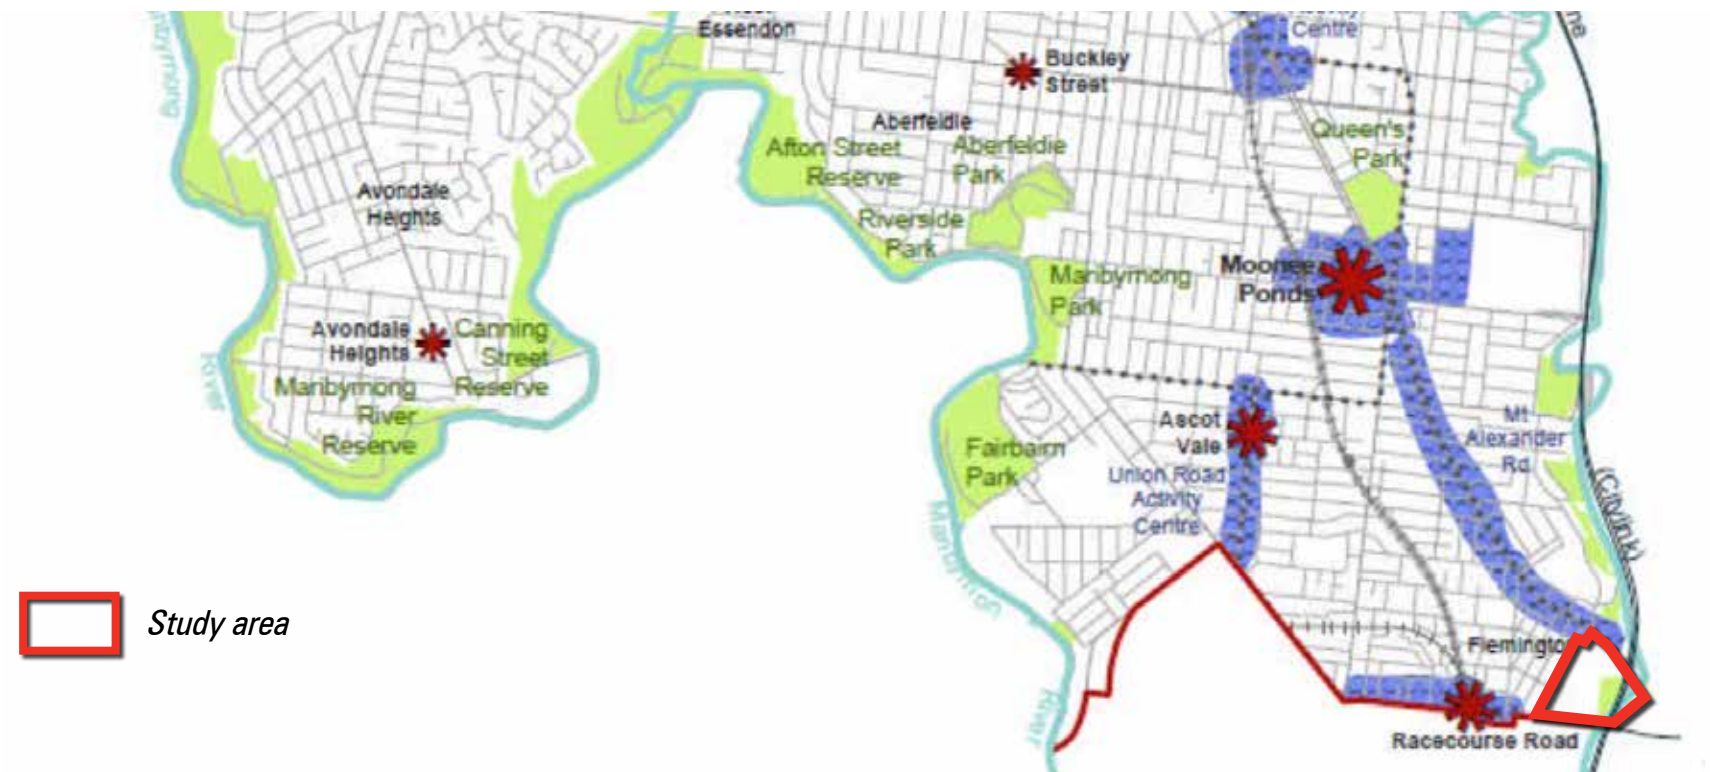 Essendon
Centre
Buckley
Street
Aberfeldie
Afton Street
Reserve
Aberfeldie
Park
Queen's
Park
Avondale
Heights
Riverside
Park
Maribyrnong
Park
Moonee
Ponds
Avondale
Heights
Canning
Street
Reserve
Maribyrnong
River
Reserve
River
Ascot
Vale
Union Road
Activity
Centre
Mt
Alexander
Rd
Fairbairn
Park
(Citylink)
Study area
River
Racecourse Road